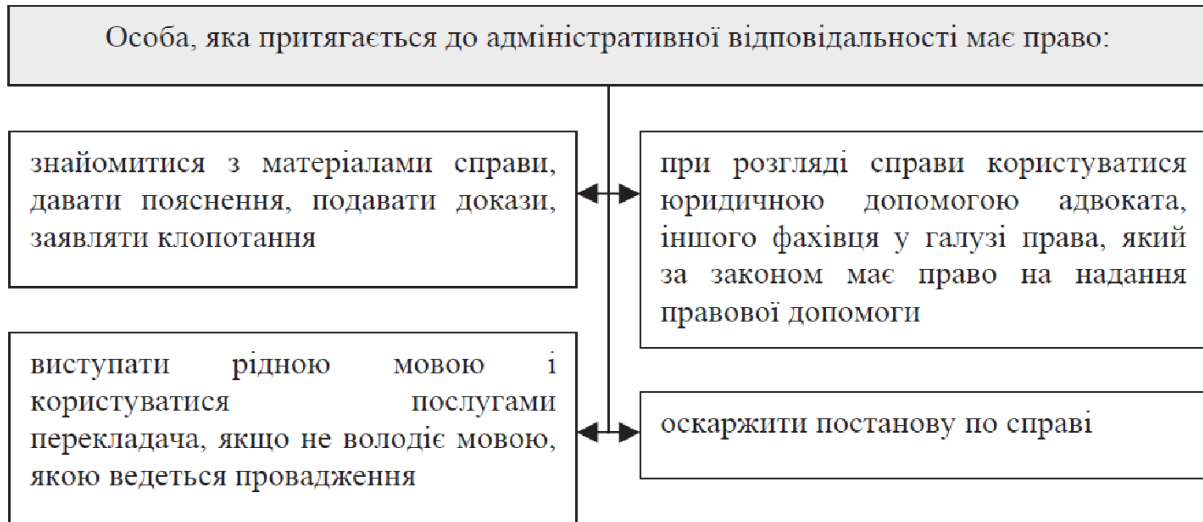 Особа, яка притягається до адміністративної відповідальності має право:
знайомитися з матеріалами справи,
давати пояснення, подавати докази,
заявляти клопотання
при розгляді справи користуватися
юридичною допомогою адвоката,
іншого фахівця у галузі права, який
за законом має право на надання
правової допомоги
виступати рідною мовою і
користуватися послугами
перекладача, якщо не володіє мовою,
якою ведеться провадження
оскаржити постанову по справі